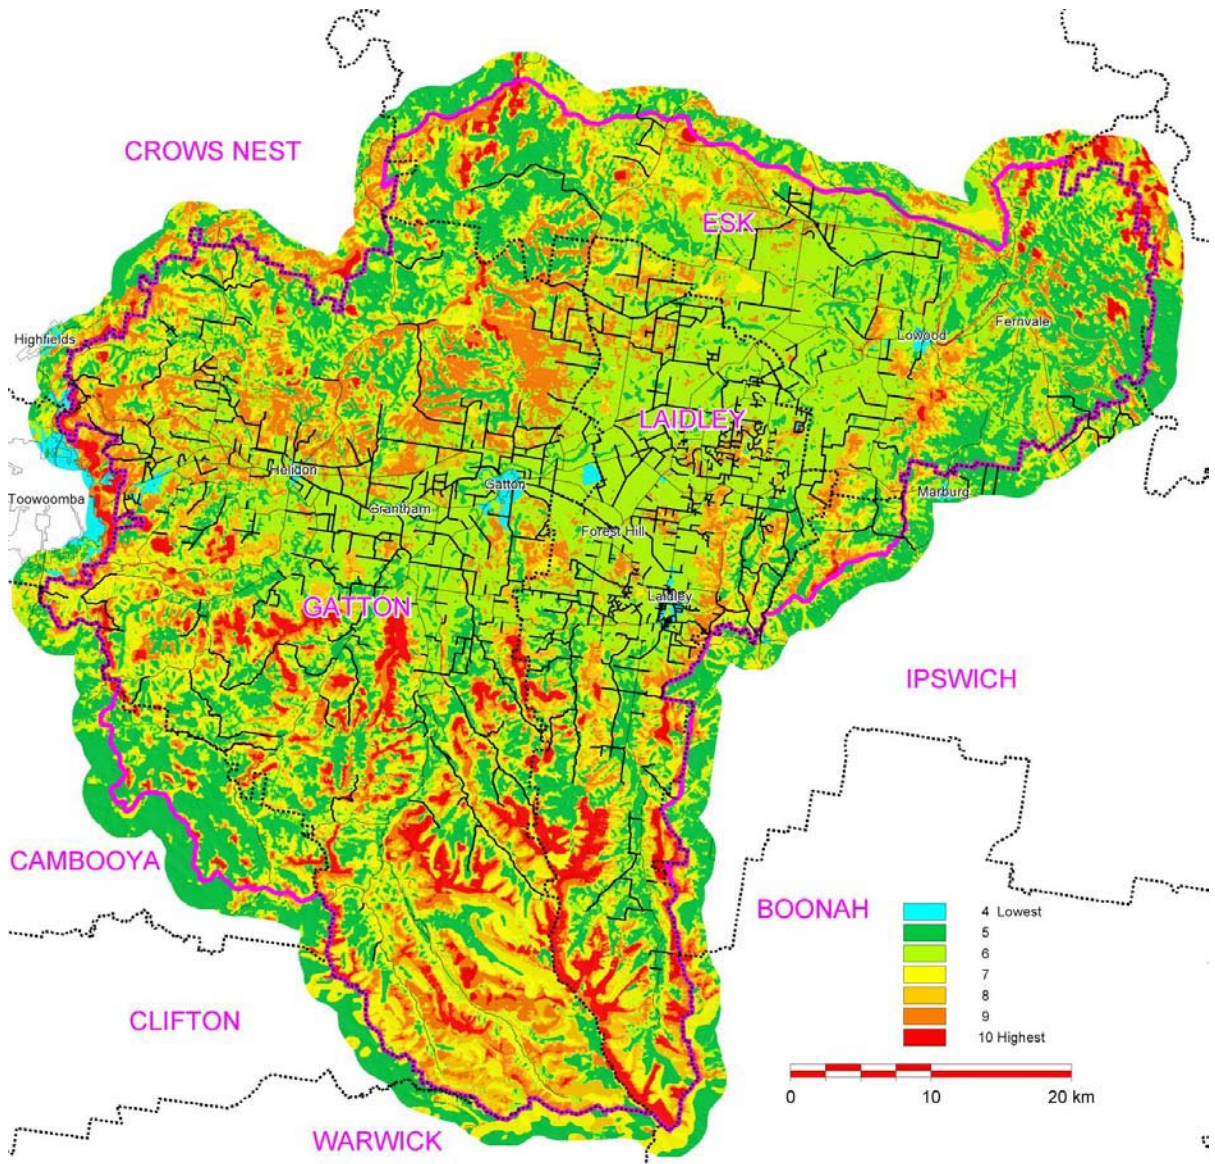 CROWS NEST
ESK
Highfields
Lowood
Fernvale
LAIDLEY
Helidon
Gatton
Toowoomba
Grantham
Marburg
Forest Hill
GATTON
Laidley
IPSWICH
CAMBOOYA
BOONAH
4 Lowest
5
6
7
8
9
10 Highest
CLIFTON
0 10 20 km
WARWICK